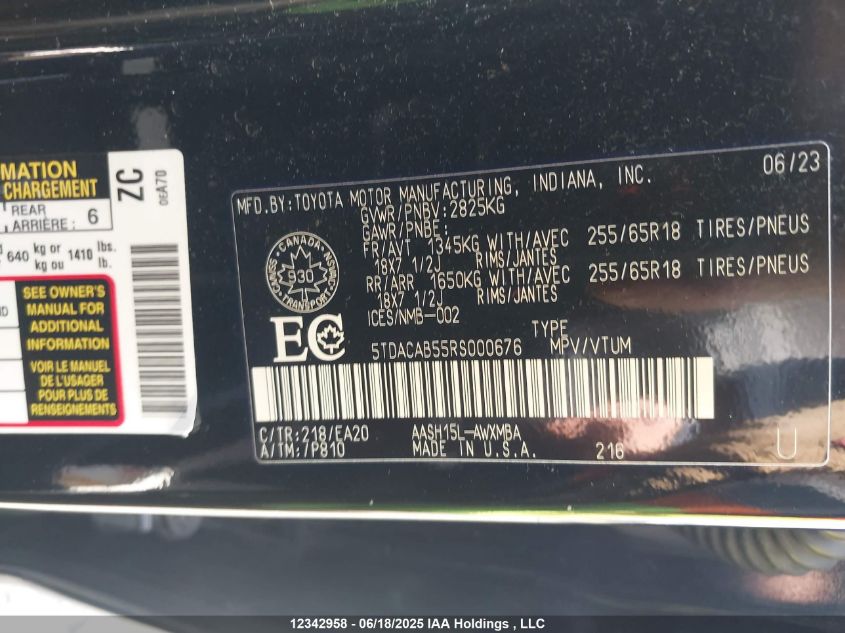 MATION
CHARGEMENT
REAR
ARRIÈRE: 6
640 kg or 1410 lbs.
kg ou lb.
SEE OWNER'S
MANUAL FOR
ADDITIONAL
INFORMATION
VOIR LE MANUEL
DE L'USAGER
POUR PLUS DE
RENSEIGNEMENTS
ZC
0EA70
06/23
MFD.BY:TOYOTA MOTOR MANUFACTURING, INDIANA, INC.
GVWR/PNBV:2825KG
GAWR/PNBE:
FR/AVT 1345KG WITH/AVEC 255/65R18 TIRES/PNEUS
18X7 1/2J RIMS/JANTES
RR/ARR 1650KG WITH/AVEC 255/65R18 TIRES/PNEUS
18X7 1/2J RIMS/JANTES
ICES/NMB-002
CANADA
930
TRANSPORT
EC
TYPE
5TDACAB55RS000676 MPV/VTUM
C/TR:218/EA20 AASH15L-AWXMBA
A/TM:7P810 MADE IN U.S.A. 216 U
12342958 - 06/18/2025 IAA Holdings , LLC